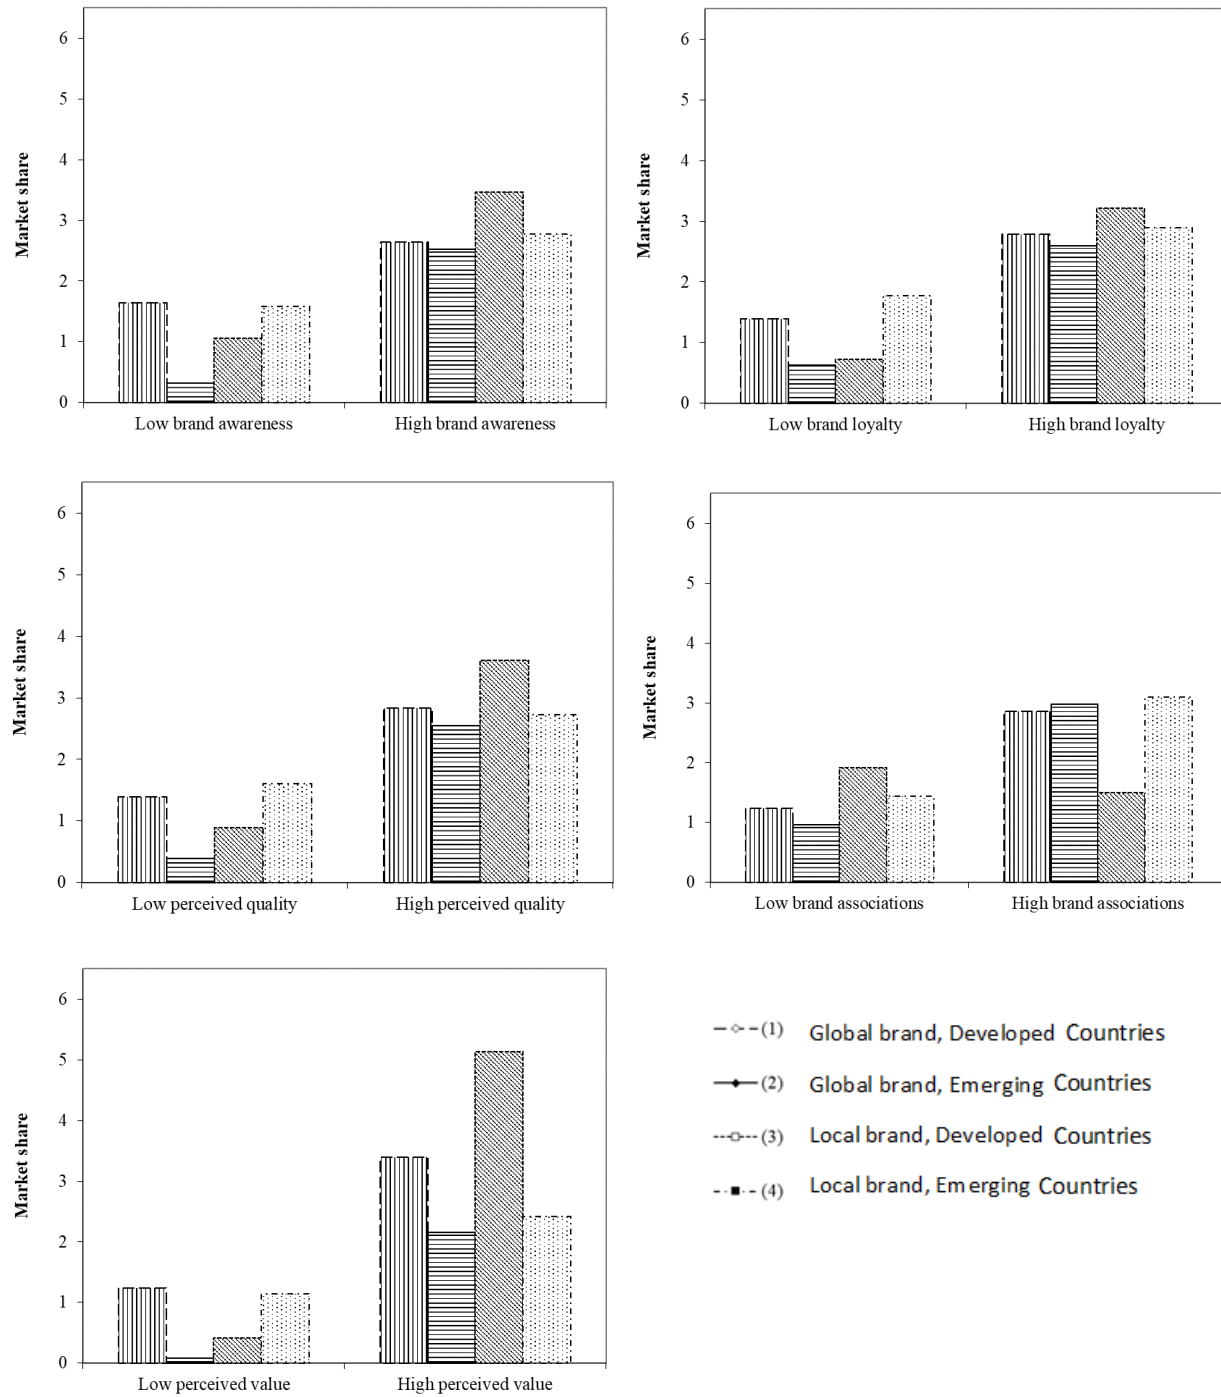 Market share
6
5
4
3
2
1
0
Low brand awareness High brand awareness
Market share
6
5
4
3
2
1
0
Low brand loyalty High brand loyalty
Market share
6
5
4
3
2
1
0
Low perceived quality High perceived quality
Market share
6
5
4
3
2
1
0
Low brand associations High brand associations
Market share
6
5
4
3
2
1
0
Low perceived value High perceived value
(1) Global brand, Developed Countries
(2) Global brand, Emerging Countries
(3) Local brand, Developed Countries
(4) Local brand, Emerging Countries